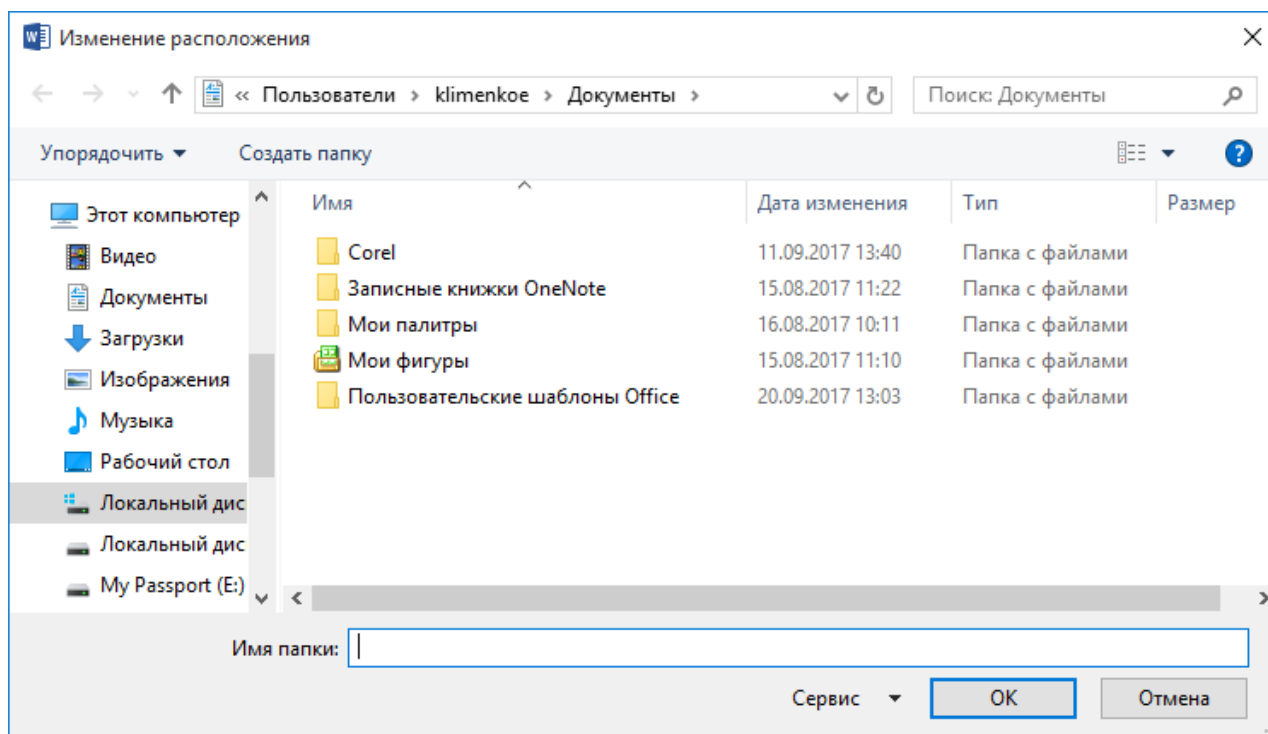 Изменение расположения
« Пользователи > klimenkoe > Документы >
Поиск: Документы
Упорядочить
Создать папку
Этот компьютер
Видео
Документы
Загрузки
Изображения
Музыка
Рабочий стол
Локальный дис
Локальный дис
My Passport (E:)
Имя Дата изменения Тип Размер
Corel 11.09.2017 13:40 Папка с файлами
Записные книжки OneNote 15.08.2017 11:22 Папка с файлами
Мои палитры 16.08.2017 10:11 Папка с файлами
Мои фигуры 15.08.2017 11:10 Папка с файлами
Пользовательские шаблоны Office 20.09.2017 13:03 Папка с файлами
Имя папки:
Сервис OK Отмена